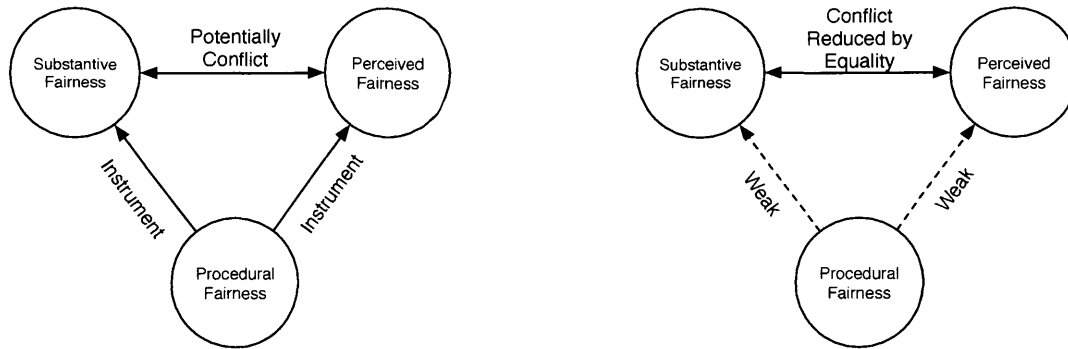 Potentially
Conflict
Substantive
Fairness
Perceived
Fairness
Instrument
Instrument
Procedural
Fairness
Conflict
Reduced by
Equality
Substantive
Fairness
Perceived
Fairness
Weak
Weak
Procedural
Fairness